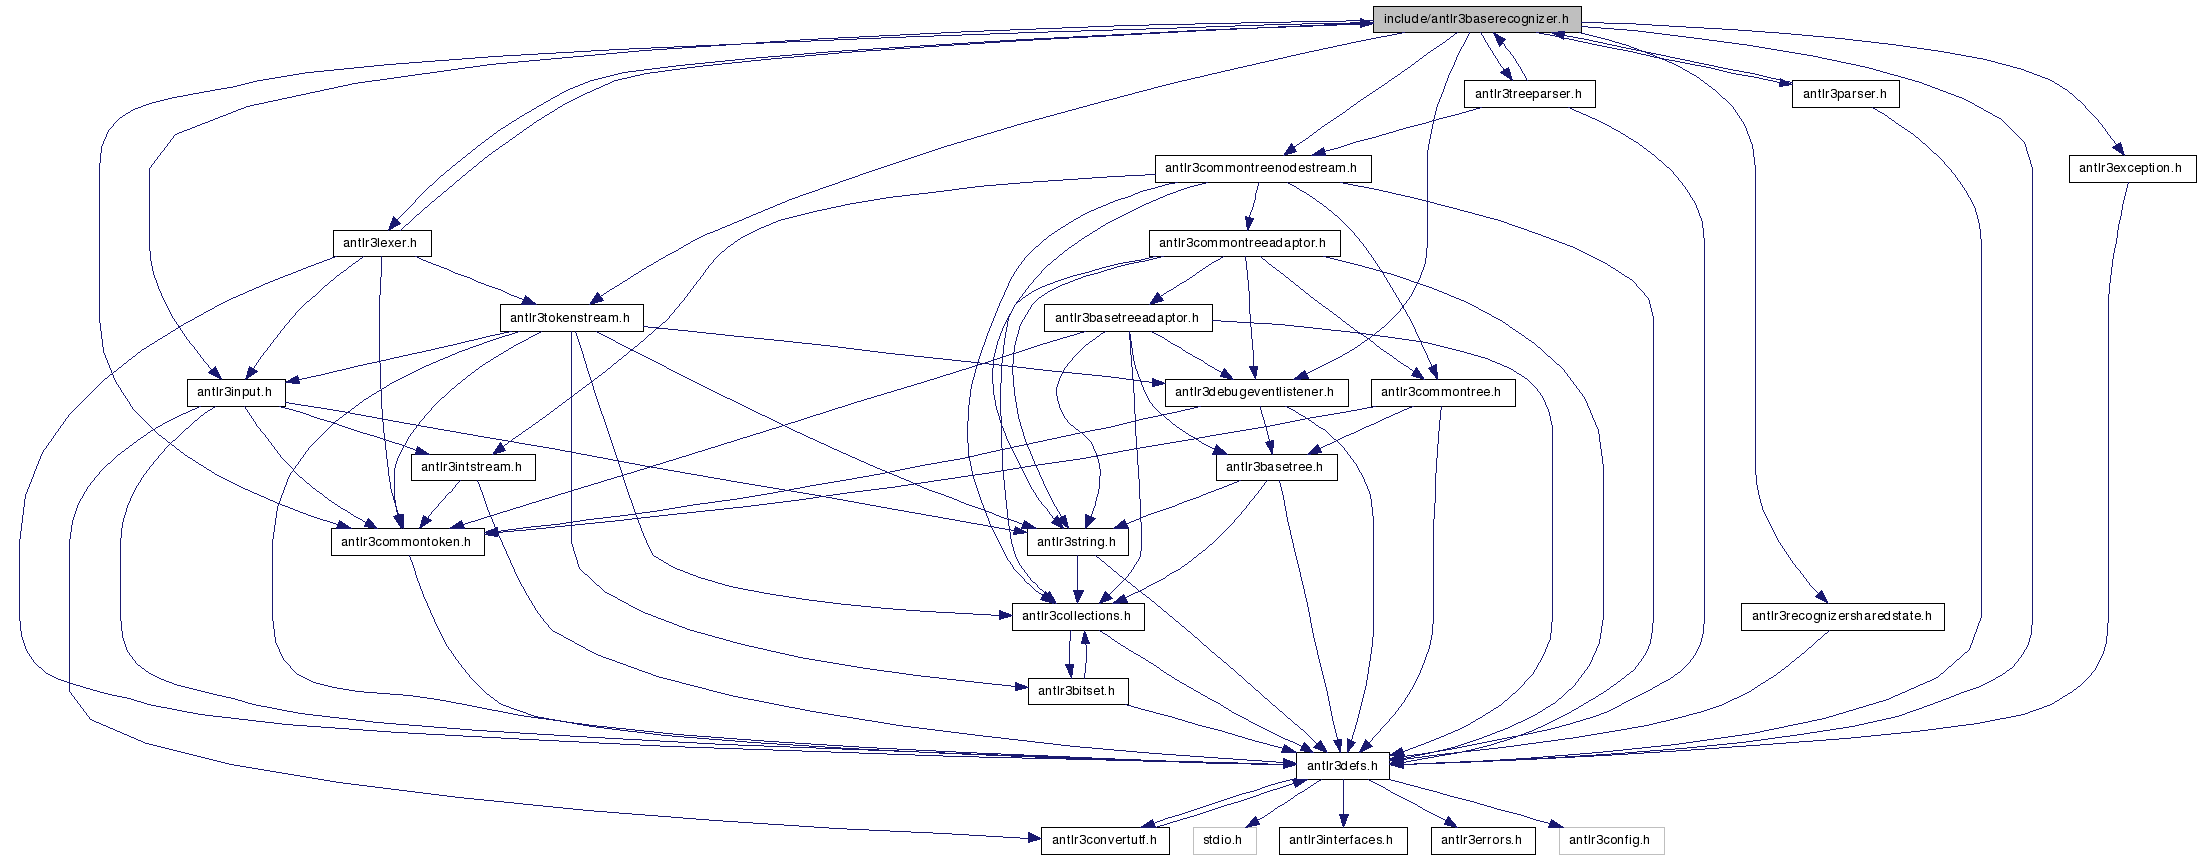 include/antlr3baserecognizer.h
antlr3treeparser.h
antlr3parser.h
antlr3commontreenodestream.h
antlr3exception.h
antlr3lexer.h
antlr3commontreeadaptor.h
antlr3tokenstream.h
antlr3basetreeadaptor.h
antlr3input.h
antlr3debugeventlistener.h
antlr3commontree.h
antlr3intstream.h
antlr3basetree.h
antlr3commontoken.h
antlr3string.h
antlr3collections.h
antlr3recognizersharedstate.h
antlr3bitset.h
antlr3defs.h
antlr3convertutf.h
stdio.h
antlr3interfaces.h
antlr3errors.h
antlr3config.h